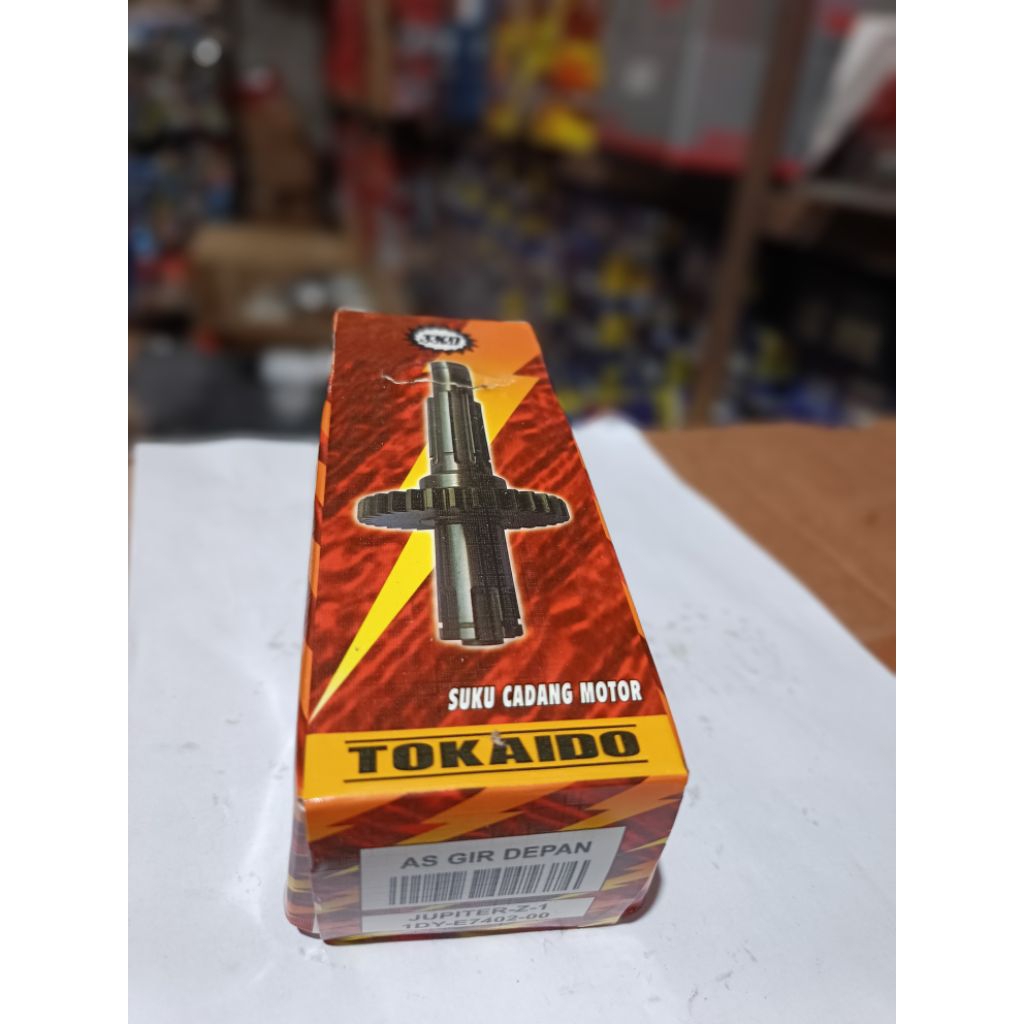 SUKU CADANG MOTOR
TOKAIDO
AS GIR DEPAN
JUPITER-Z-1
1DY-E7402-00